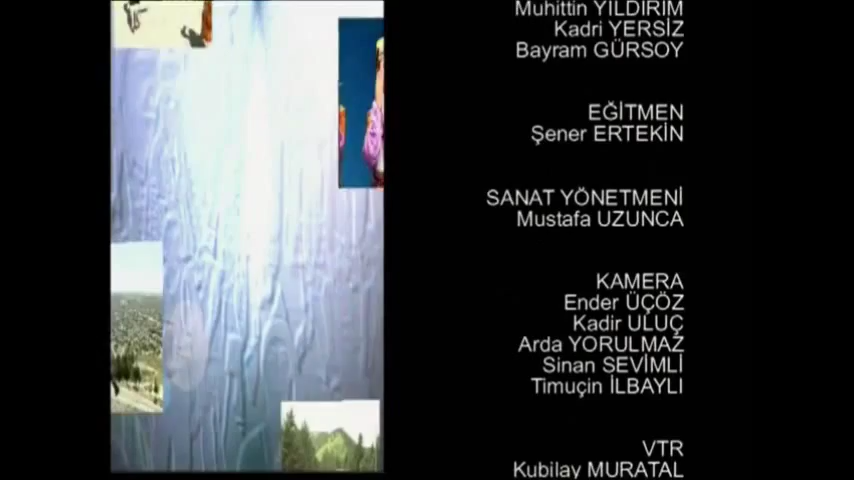 Muhittin YILDIRIM
Kadri YERSİZ
Bayram GÜRSOY
EĞİTMEN
Şener ERTEKİN
SANAT YÖNETMENİ
Mustafa UZUNCA
KAMERA
Ender ÜÇÖZ
Kadir ULUÇ
Arda YORULMAZ
Sinan SEVİMLİ
Timuçin İLBAYLI
VTR
Kubilay MURATAL